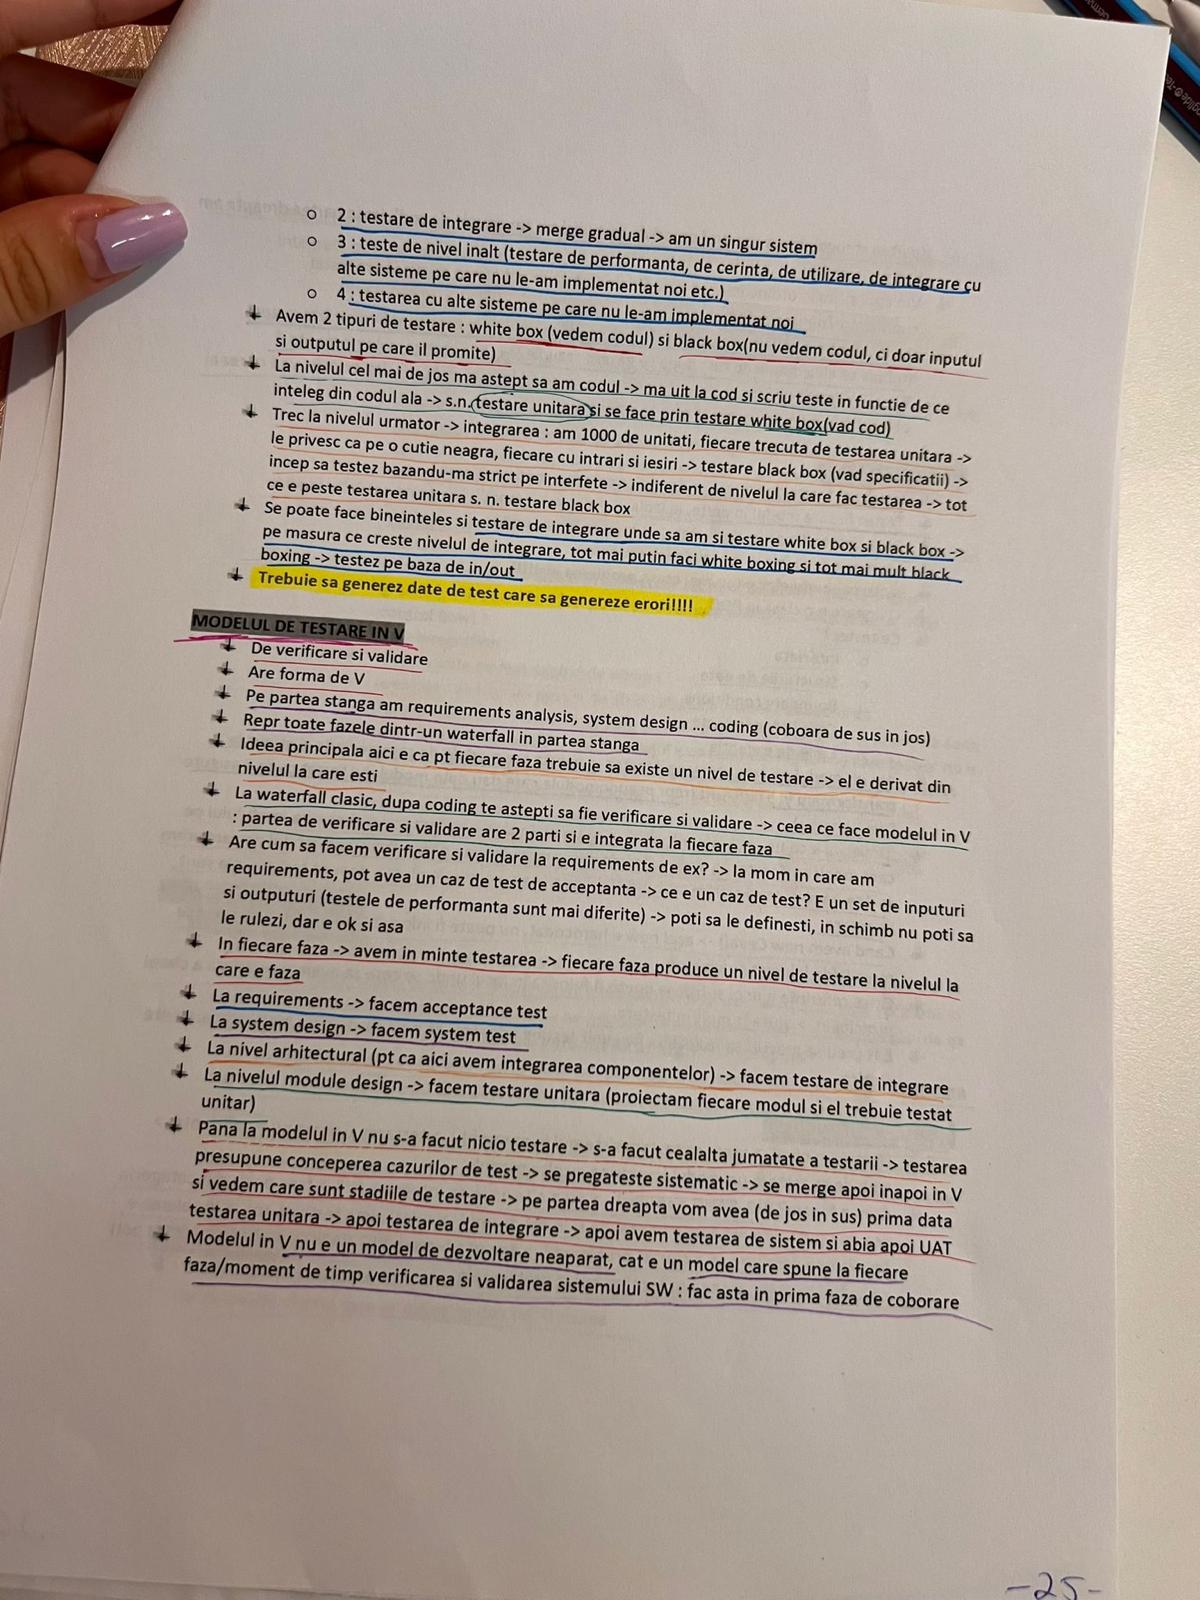 o 2 : testare de integrare -> merge gradual -> am un singur sistem
o 3 : teste de nivel inalt (testare de performanta, de cerinta, de utilizare, de integrare cu
alte sisteme pe care nu le-am implementat noi etc.)
o 4 : testarea cu alte sisteme pe care nu le-am implementat noi
Avem 2 tipuri de testare : white box (vedem codul) si black box(nu vedem codul, ci doar inputul
si outputul pe care il promite)
La nivelul cel mai de jos ma astept sa am codul -> ma uit la cod si scriu teste in functie de ce
inteleg din codul ala -> s.n. testare unitara si se face prin testare white box(vad cod)
Trec la nivelul urmator -> integrarea : am 1000 de unitati, fiecare trecuta de testarea unitara ->
le privesc ca pe o cutie neagra, fiecare cu intrari si iesiri -> testare black box (vad specificatii) ->
incep sa testez bazandu-ma strict pe interfete -> indiferent de nivelul la care fac testarea -> tot
ce e peste testarea unitara s. n. testare black box
Se poate face bineinteles si testare de integrare unde sa am si testare white box si black box ->
pe masura ce creste nivelul de integrare, tot mai putin faci white boxing si tot mai mult black
boxing -> testez pe baza de in/out
Trebuie sa generez date de test care sa genereze erori!!!!
MODELUL DE TESTARE IN V
De verificare si validare
Are forma de V
Pe partea stanga am requirements analysis, system design ... coding (coboara de sus in jos)
Repr toate fazele dintr-un waterfall in partea stanga
Ideea principala aici e ca pt fiecare faza trebuie sa existe un nivel de testare -> el e derivat din
nivelul la care esti
La waterfall clasic, dupa coding te astepti sa fie verificare si validare -> ceea ce face modelul in V
: partea de verificare si validare are 2 parti si e integrata la fiecare faza
Are cum sa facem verificare si validare la requirements de ex? -> la mom in care am
requirements, pot avea un caz de test de acceptanta -> ce e un caz de test? E un set de inputuri
si outputuri (testele de performanta sunt mai diferite) -> poti sa le definesti, in schimb nu poti sa
le rulezi, dar e ok si asa
In fiecare faza -> avem in minte testarea -> fiecare faza produce un nivel de testare la nivelul la
care e faza
La requirements -> facem acceptance test
La system design -> facem system test
La nivel arhitectural (pt ca aici avem integrarea componentelor) -> facem testare de integrare
La nivelul module design -> facem testare unitara (proiectam fiecare modul si el trebuie testat
unitar)
Pana la modelul in V nu s-a facut nicio testare -> s-a facut cealalta jumatate a testarii -> testarea
presupune conceperea cazurilor de test -> se pregateste sistematic -> se merge apoi inapoi in V
si vedem care sunt stadiile de testare -> pe partea dreapta vom avea (de jos in sus) prima data
testarea unitara -> apoi testarea de integrare -> apoi avem testarea de sistem si abia apoi UAT
Modelul in V nu e un model de dezvoltare neaparat, cat e un model care spune la fiecare
faza/moment de timp verificarea si validarea sistemului SW : fac asta in prima faza de coborare
-25-